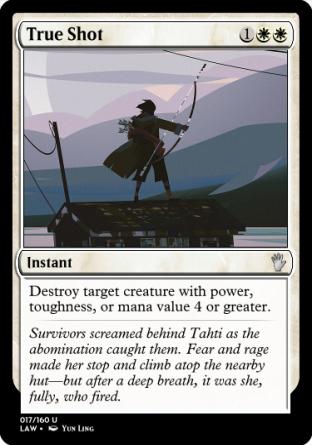 True Shot 1
Instant
Destroy target creature with power,
toughness, or mana value 4 or greater.
Survivors screamed behind Tahti as the
abomination caught them. Fear and rage
made her stop and climb atop the nearby
hut—but after a deep breath, it was she,
fully, who fired.
017/160 U
LAW • Yun Ling